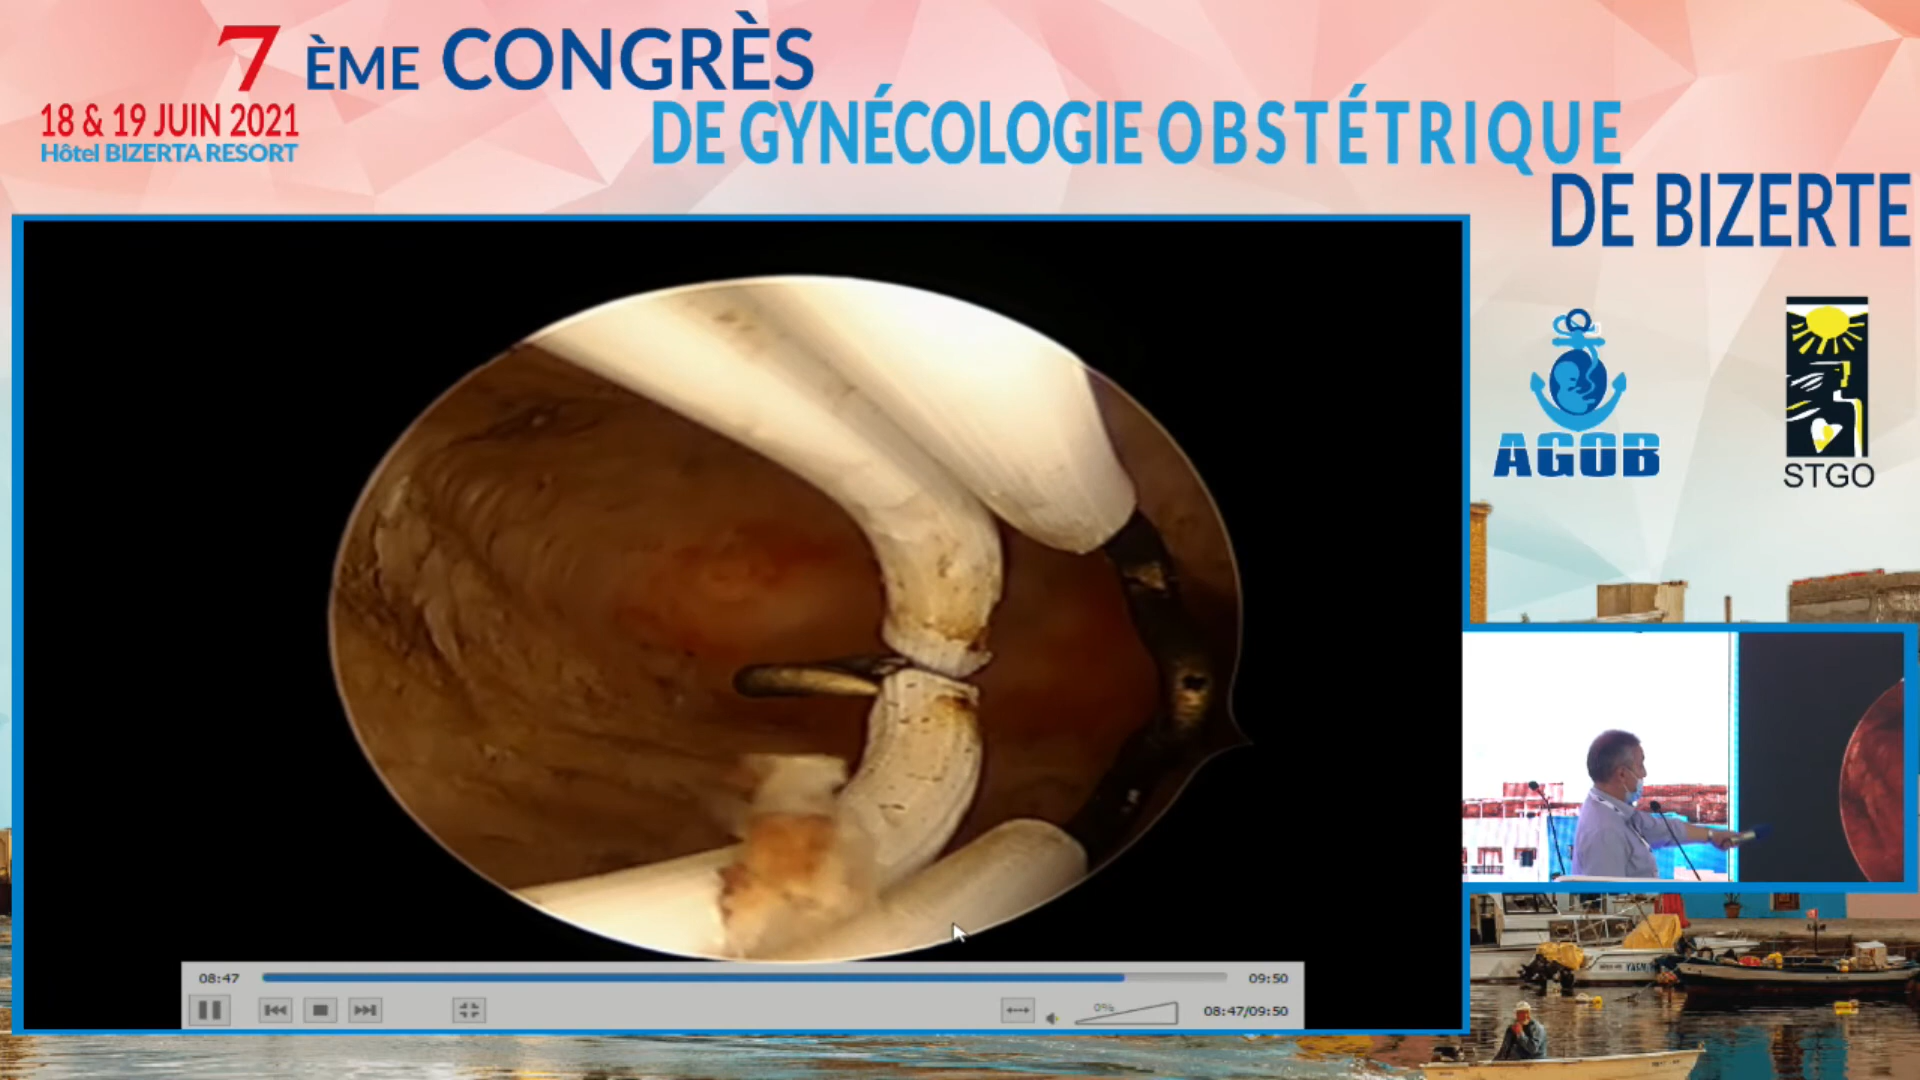 7 ÈME CONGRÈS
18 & 19 JUIN 2021
Hôtel BIZERTA RESORT
DE GYNÉCOLOGIE OBSTÉTRIQUE
DE BIZERTE
AGOB
STGO
08:47
09:50
0%
08:47/09:50